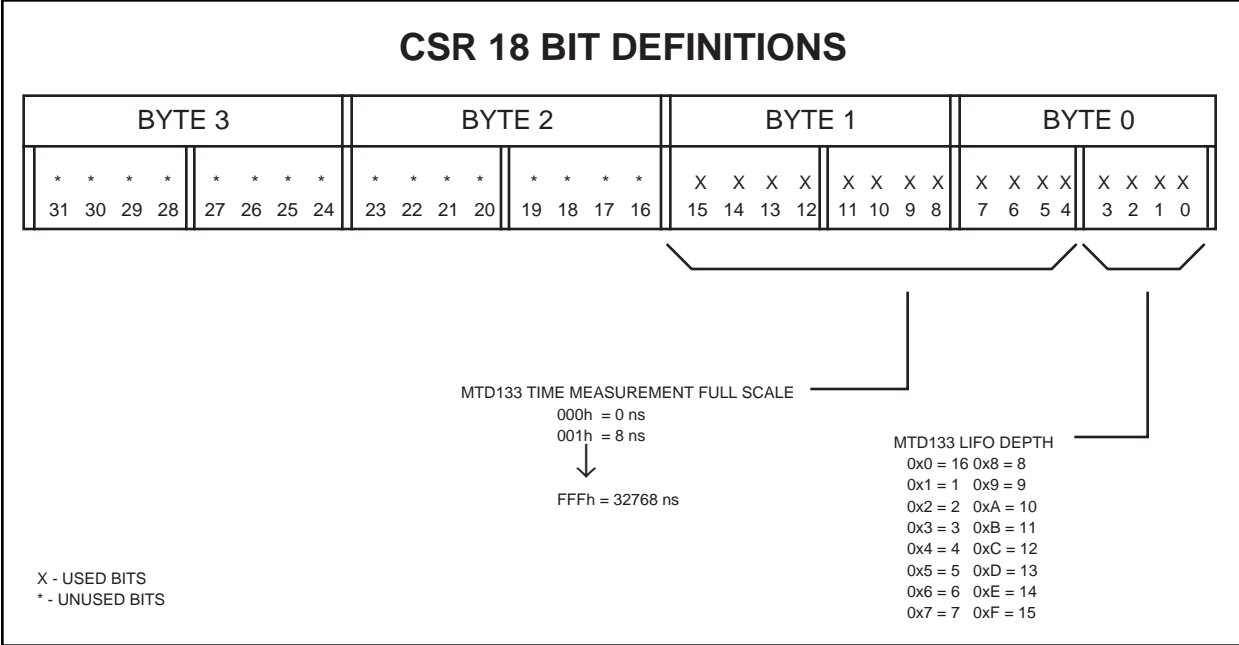 CSR 18 BIT DEFINITIONS
BYTE 3 BYTE 2 BYTE 1 BYTE 0
* * * * * * * * * * * * * * * * X X X X X X X X X X X X X X X X
31 30 29 28 27 26 25 24 23 22 21 20 19 18 17 16 15 14 13 12 11 10 9 8 7 6 5 4 3 2 1 0
MTD133 TIME MEASUREMENT FULL SCALE
000h = 0 ns
001h = 8 ns
FFFh = 32768 ns
MTD133 LIFO DEPTH
0x0 = 16 0x8 = 8
0x1 = 1 0x9 = 9
0x2 = 2 0xA = 10
0x3 = 3 0xB = 11
0x4 = 4 0xC = 12
0x5 = 5 0xD = 13
0x6 = 6 0xE = 14
0x7 = 7 0xF = 15
X - USED BITS
* - UNUSED BITS